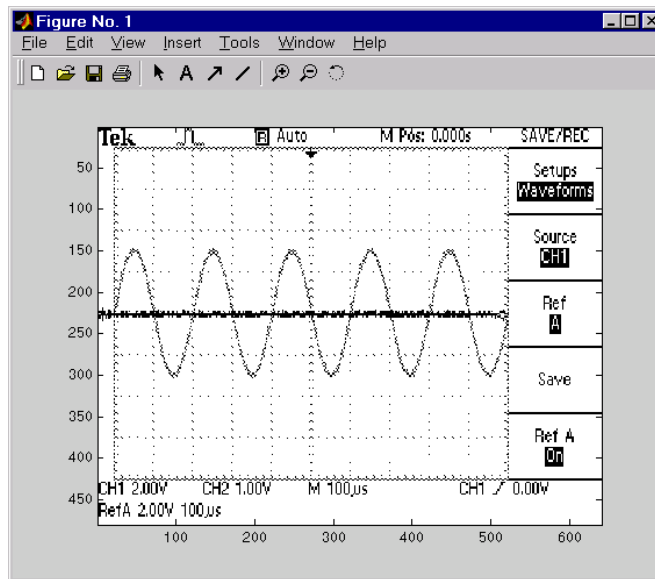 Figure No. 1
File Edit View Insert Tools Window Help
A
Tek Auto M Pos: 0.000s SAVE/REC
50
100
150
200
250
300
350
400
450
Setups
Waveforms
Source
CH1
Ref
A
Save
Ref A
On
CH1 2.00V CH2 1.00V M 100µs CH1 0.00V
RefA 2.00V 100µs
100 200 300 400 500 600